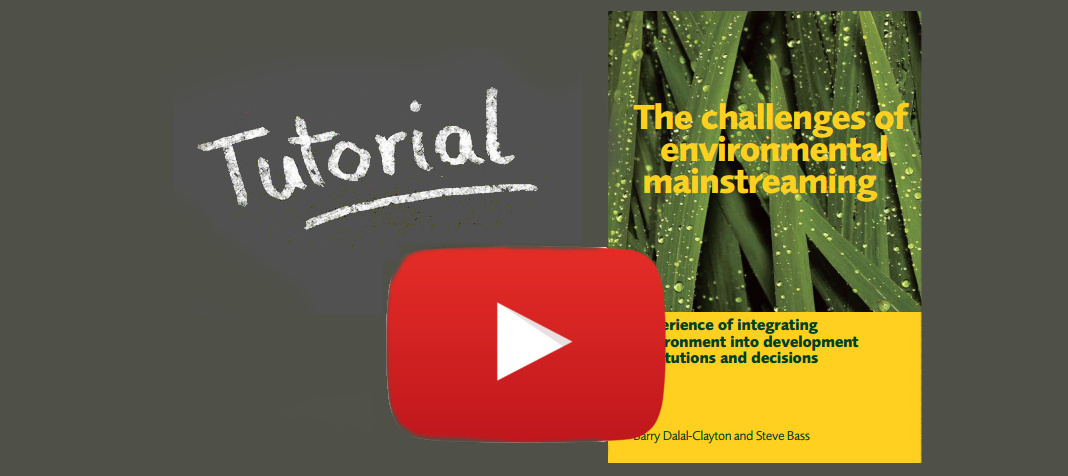 Tutorial
The challenges of
environmental
mainstreaming
erience of integrating
ronment into development
tutions and decisions
Barry Dalal-Clayton and Steve Bass